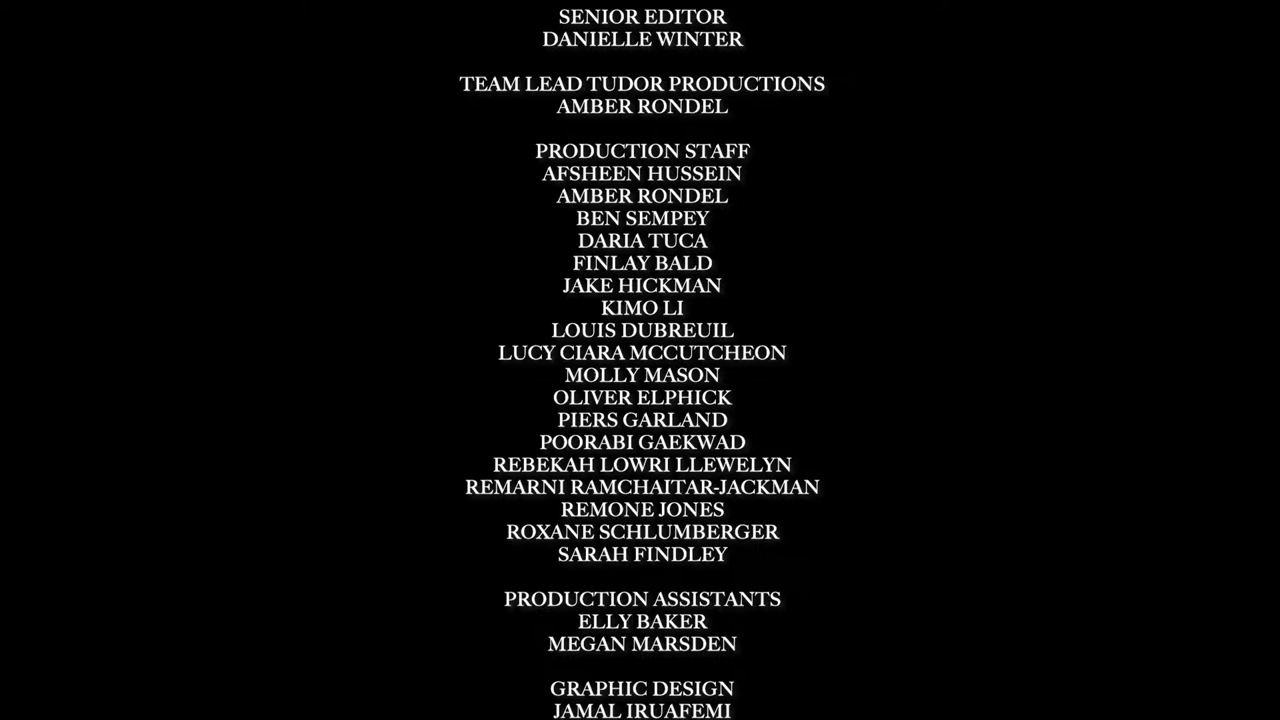 SENIOR EDITOR
DANIELLE WINTER
TEAM LEAD TUDOR PRODUCTIONS
AMBER RONDEL
PRODUCTION STAFF
AFSHEEN HUSSEIN
AMBER RONDEL
BEN SEMPEY
DARIA TUCA
FINLAY BALD
JAKE HICKMAN
KIMO LI
LOUIS DUBREUIL
LUCY CIARA MCCUTCHEON
MOLLY MASON
OLIVER ELPHICK
PIERS GARLAND
POORABI GAEKWAD
REBEKAH LOWRI LLEWELYN
REMARNI RAMCHAITAR-JACKMAN
REMONE JONES
ROXANE SCHLUMBERGER
SARAH FINDLEY
PRODUCTION ASSISTANTS
ELLY BAKER
MEGAN MARSDEN
GRAPHIC DESIGN
JAMAL IRUAFEMI